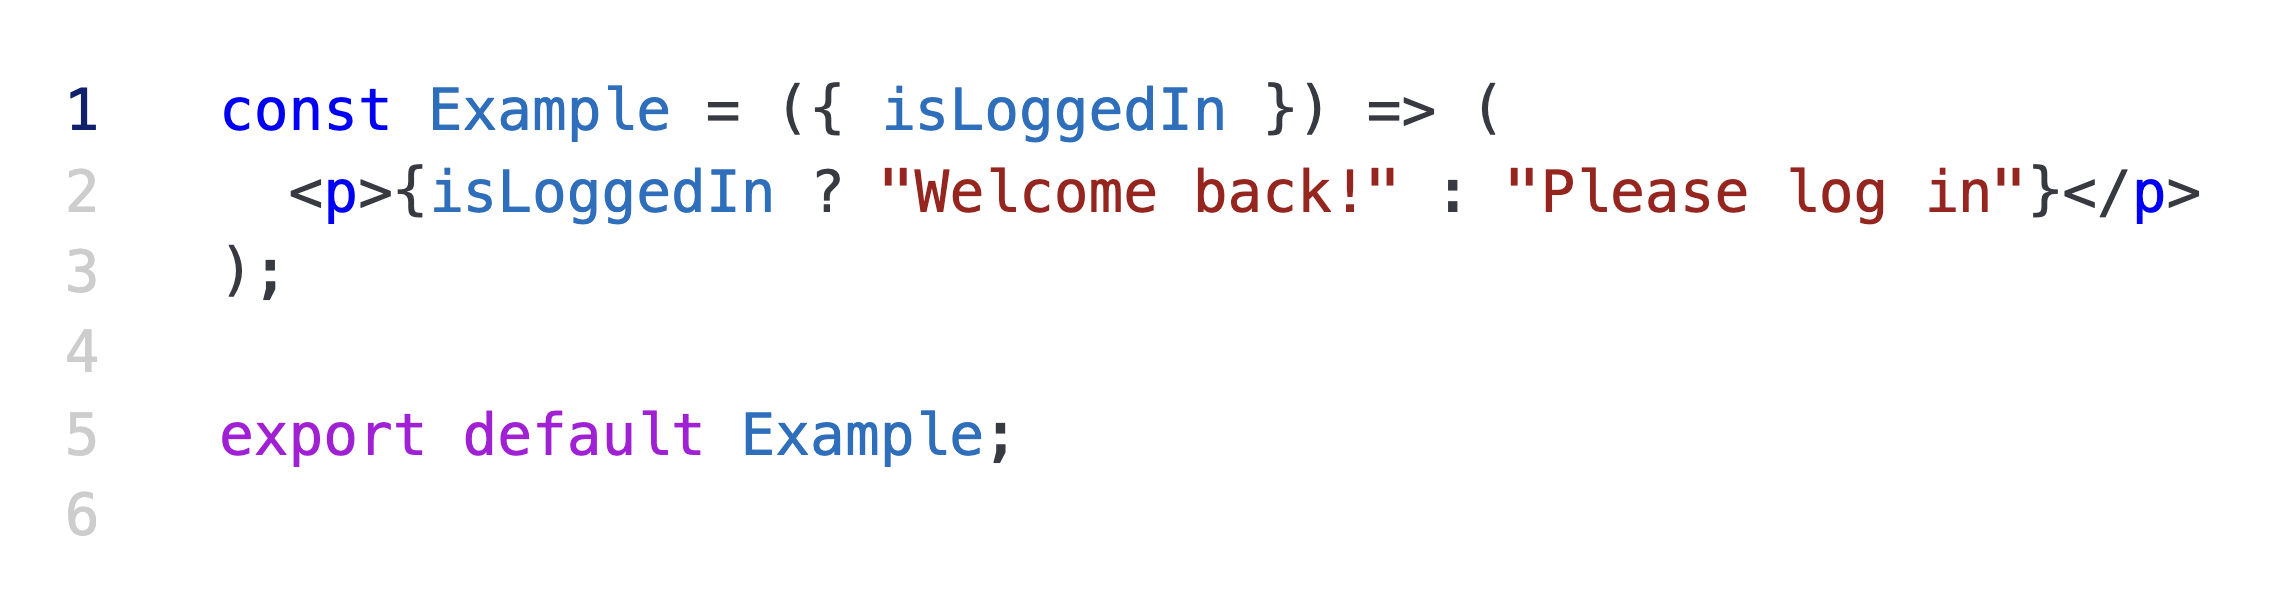 1 const Example = ({ isLoggedIn }) => (
2   <p>{isLoggedIn ? "Welcome back!" : "Please log in"}</p>
3 );
4
5 export default Example;
6